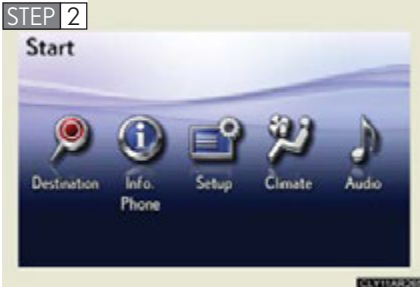 STEP 2
Start
Destination
Info.
Phone
Setup
Climate
Audio